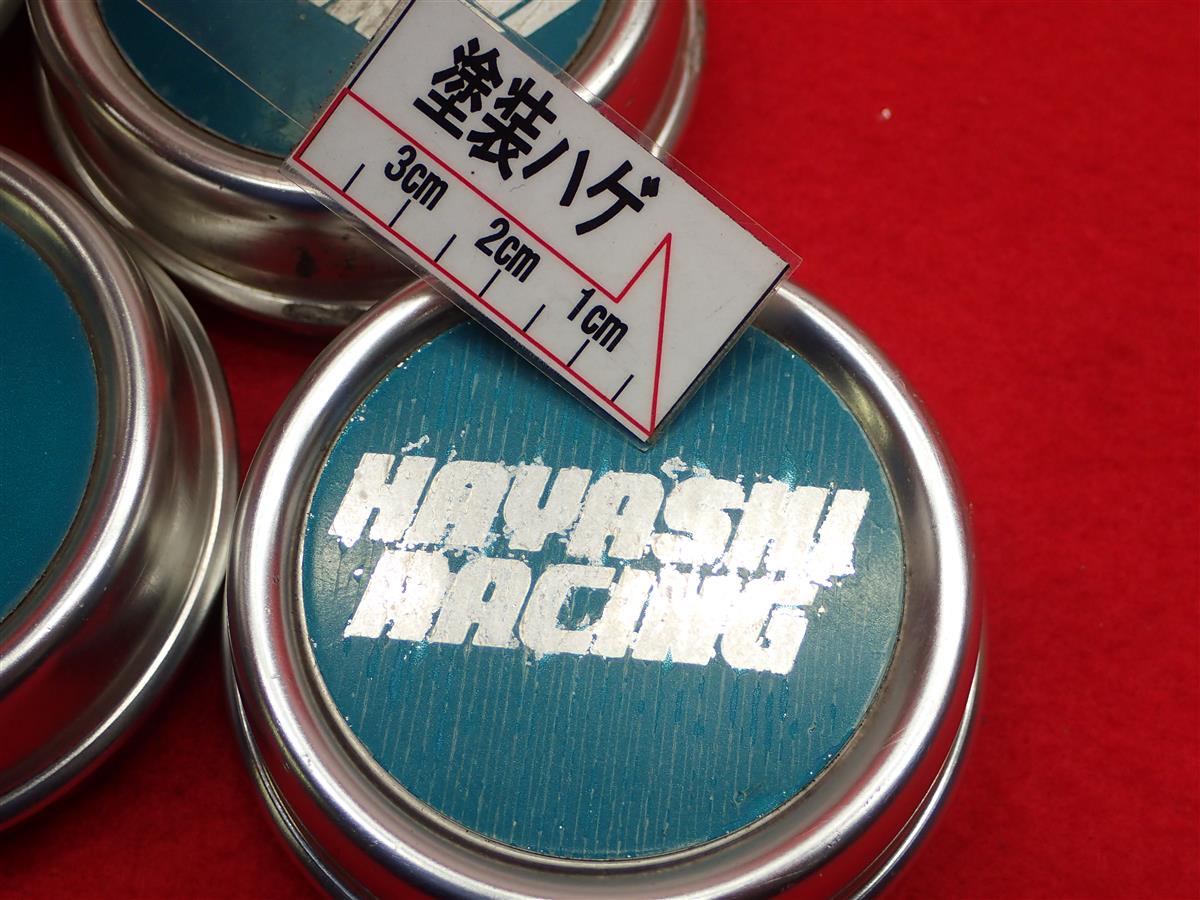 塗装ハゲ
3cm
2cm
1cm
HAYASHI
RACING